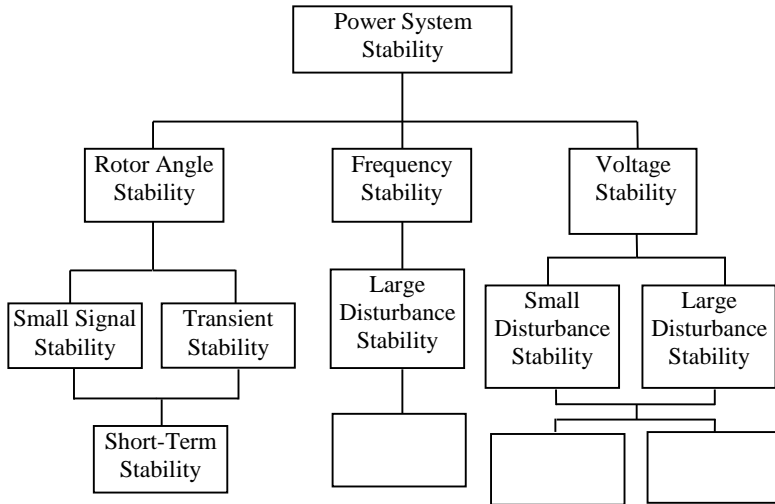 Power System
Stability
Rotor Angle
Stability
Frequency
Stability
Voltage
Stability
Small Signal
Stability
Transient
Stability
Large
Disturbance
Stability
Small
Disturbance
Stability
Large
Disturbance
Stability
Short-Term
Stability